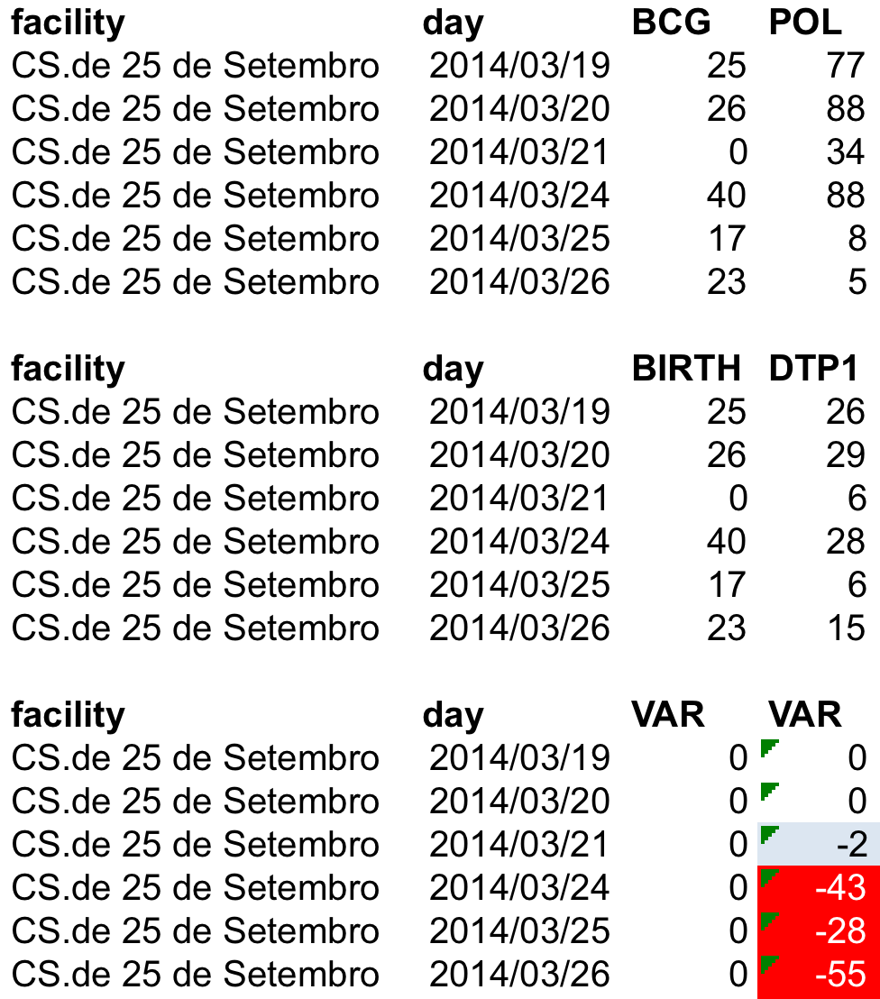 facility day BCG POL
CS.de 25 de Setembro 2014/03/19 25 77
CS.de 25 de Setembro 2014/03/20 26 88
CS.de 25 de Setembro 2014/03/21 0 34
CS.de 25 de Setembro 2014/03/24 40 88
CS.de 25 de Setembro 2014/03/25 17 8
CS.de 25 de Setembro 2014/03/26 23 5
facility day BIRTH DTP1
CS.de 25 de Setembro 2014/03/19 25 26
CS.de 25 de Setembro 2014/03/20 26 29
CS.de 25 de Setembro 2014/03/21 0 6
CS.de 25 de Setembro 2014/03/24 40 28
CS.de 25 de Setembro 2014/03/25 17 6
CS.de 25 de Setembro 2014/03/26 23 15
facility day VAR VAR
CS.de 25 de Setembro 2014/03/19 0 0
CS.de 25 de Setembro 2014/03/20 0 0
CS.de 25 de Setembro 2014/03/21 0 -2
CS.de 25 de Setembro 2014/03/24 0 -43
CS.de 25 de Setembro 2014/03/25 0 -28
CS.de 25 de Setembro 2014/03/26 0 -55